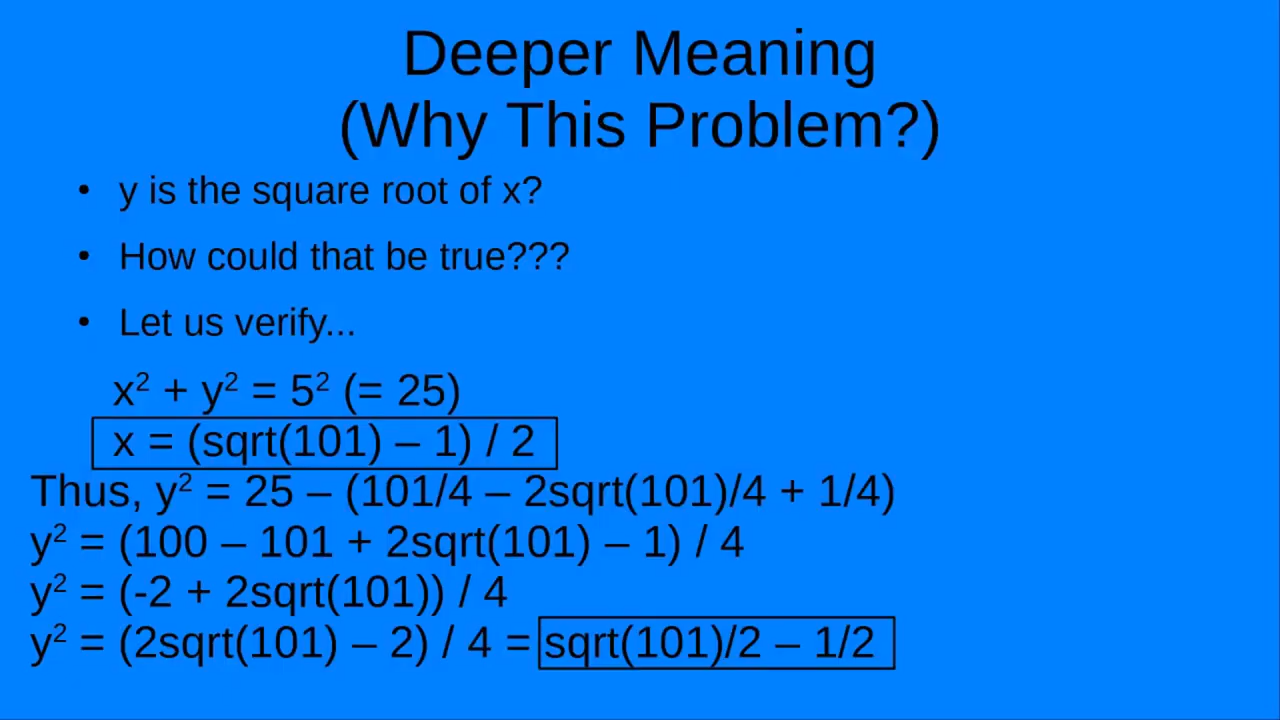 Deeper Meaning
(Why This Problem?)
• y is the square root of x?
• How could that be true???
• Let us verify...
x² + y² = 5² (= 25)
x = (sqrt(101) – 1) / 2
Thus, y² = 25 – (101/4 – 2sqrt(101)/4 + 1/4)
y² = (100 – 101 + 2sqrt(101) – 1) / 4
y² = (-2 + 2sqrt(101)) / 4
y² = (2sqrt(101) – 2) / 4 = sqrt(101)/2 – 1/2